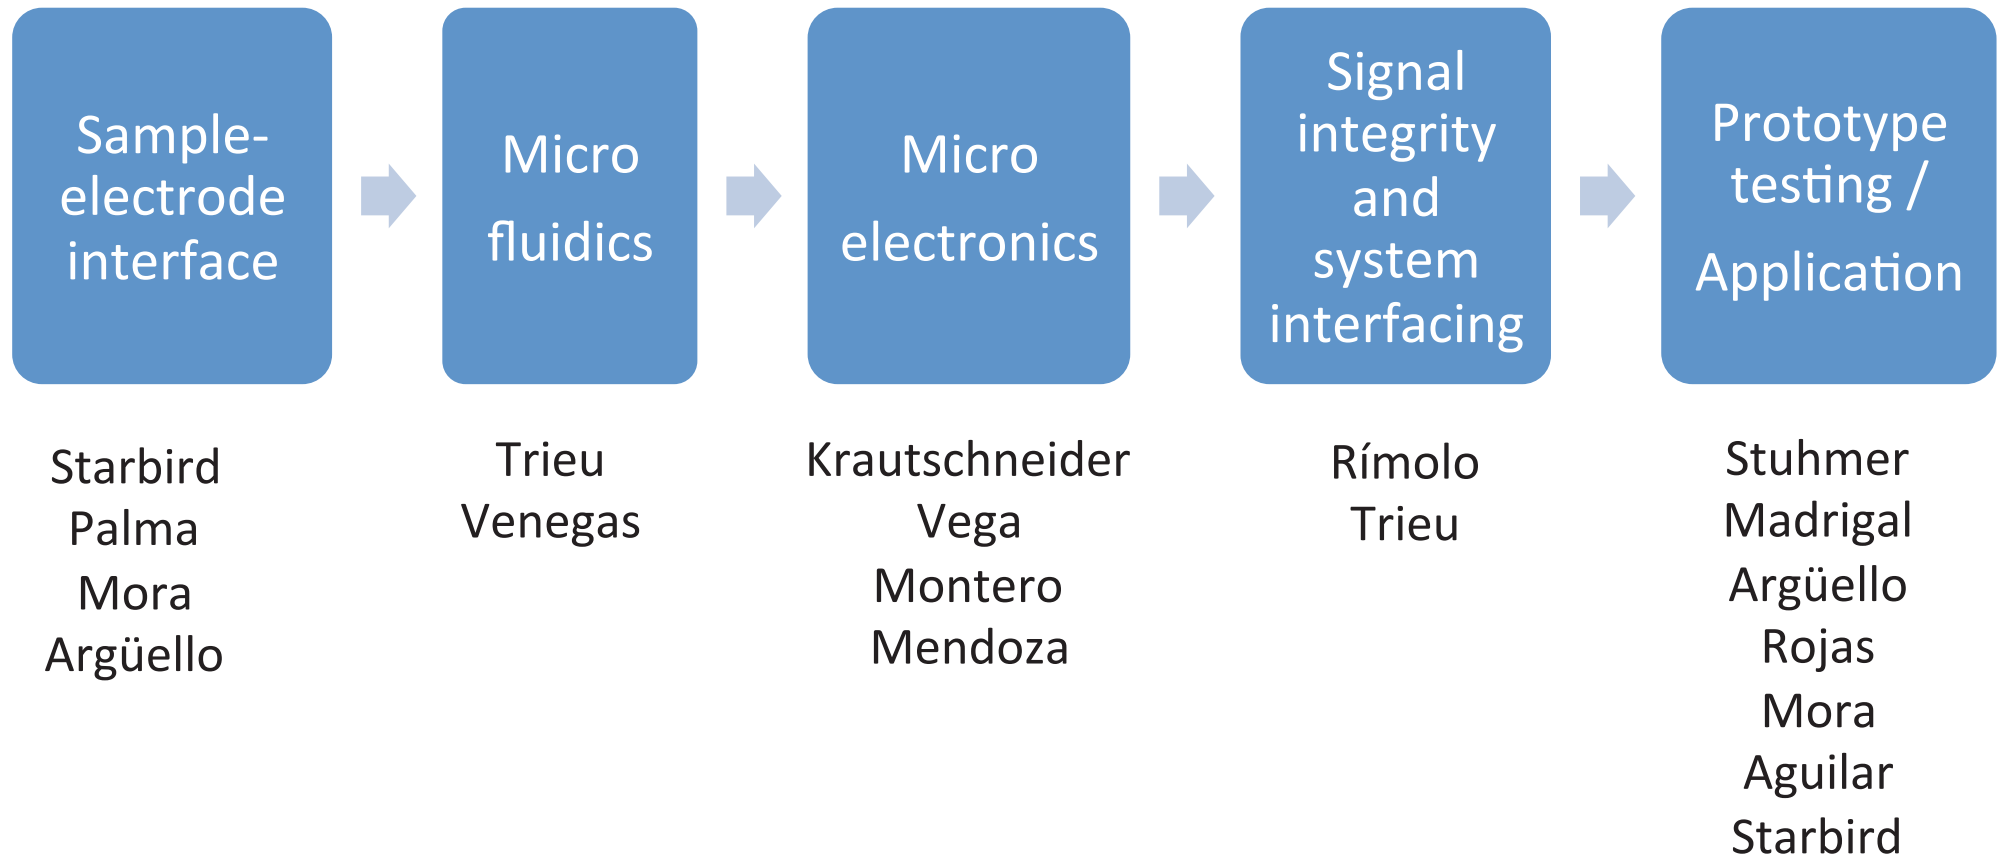 Sample-
electrode
interface
Micro
fluidics
Micro
electronics
Signal
integrity
and
system
interfacing
Prototype
testing /
Application
Starbird
Palma
Mora
Argüello
Trieu
Venegas
Krautschneider
Vega
Montero
Mendoza
Rímolo
Trieu
Stuhmer
Madrigal
Argüello
Rojas
Mora
Aguilar
Starbird